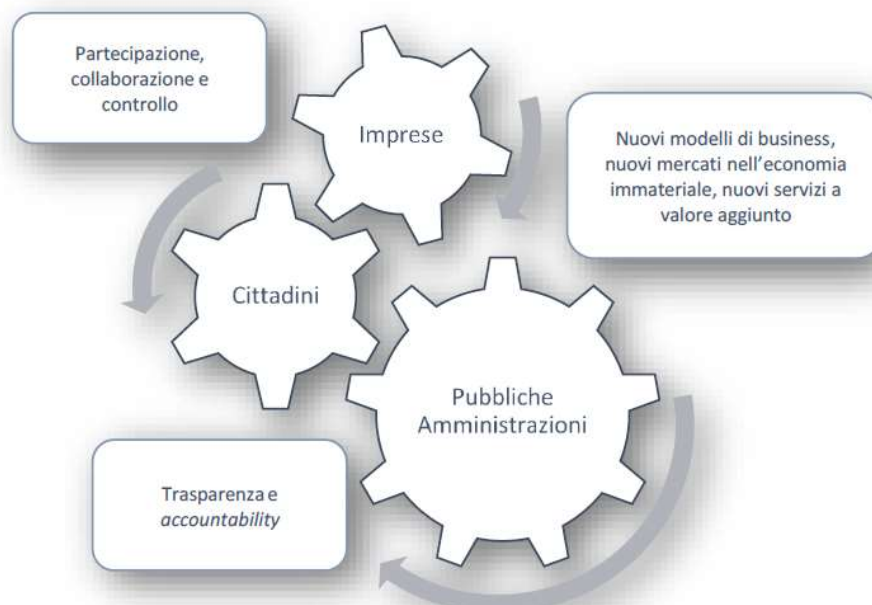 Partecipazione,
collaborazione e
controllo
Imprese
Nuovi modelli di business,
nuovi mercati nell’economia
immateriale, nuovi servizi a
valore aggiunto
Cittadini
Pubbliche
Amministrazioni
Trasparenza e
accountability